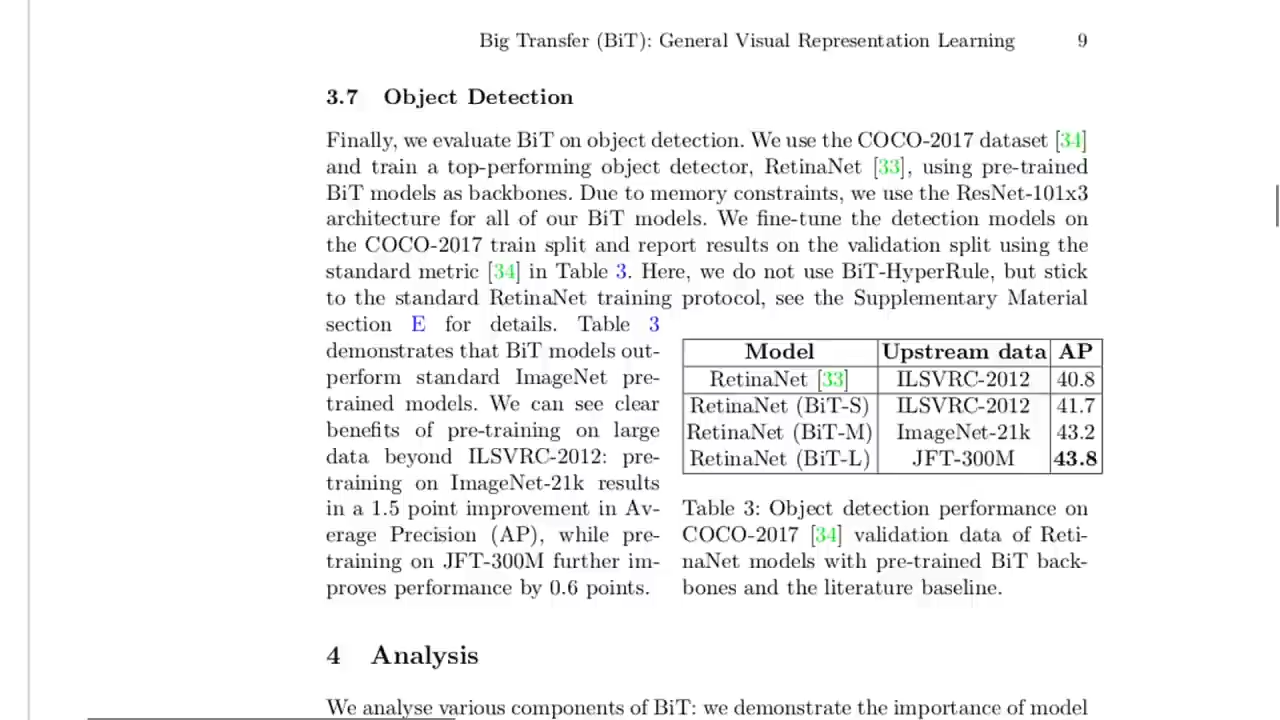 Big Transfer (BiT): General Visual Representation Learning 9
3.7 Object Detection
Finally, we evaluate BiT on object detection. We use the COCO-2017 dataset [34]
and train a top-performing object detector, RetinaNet [33], using pre-trained
BiT models as backbones. Due to memory constraints, we use the ResNet-101x3
architecture for all of our BiT models. We fine-tune the detection models on
the COCO-2017 train split and report results on the validation split using the
standard metric [34] in Table 3. Here, we do not use BiT-HyperRule, but stick
to the standard RetinaNet training protocol, see the Supplementary Material
section E for details. Table 3
demonstrates that BiT models out-
perform standard ImageNet pre-
trained models. We can see clear
benefits of pre-training on large
data beyond ILSVRC-2012: pre-
training on ImageNet-21k results
in a 1.5 point improvement in Av-
erage Precision (AP), while pre-
training on JFT-300M further im-
proves performance by 0.6 points.
Model Upstream data AP
RetinaNet [33] ILSVRC-2012 40.8
RetinaNet (BiT-S) ILSVRC-2012 41.7
RetinaNet (BiT-M) ImageNet-21k 43.2
RetinaNet (BiT-L) JFT-300M 43.8
Table 3: Object detection performance on
COCO-2017 [34] validation data of Reti-
naNet models with pre-trained BiT back-
bones and the literature baseline.
4 Analysis
We analyse various components of BiT: we demonstrate the importance of model